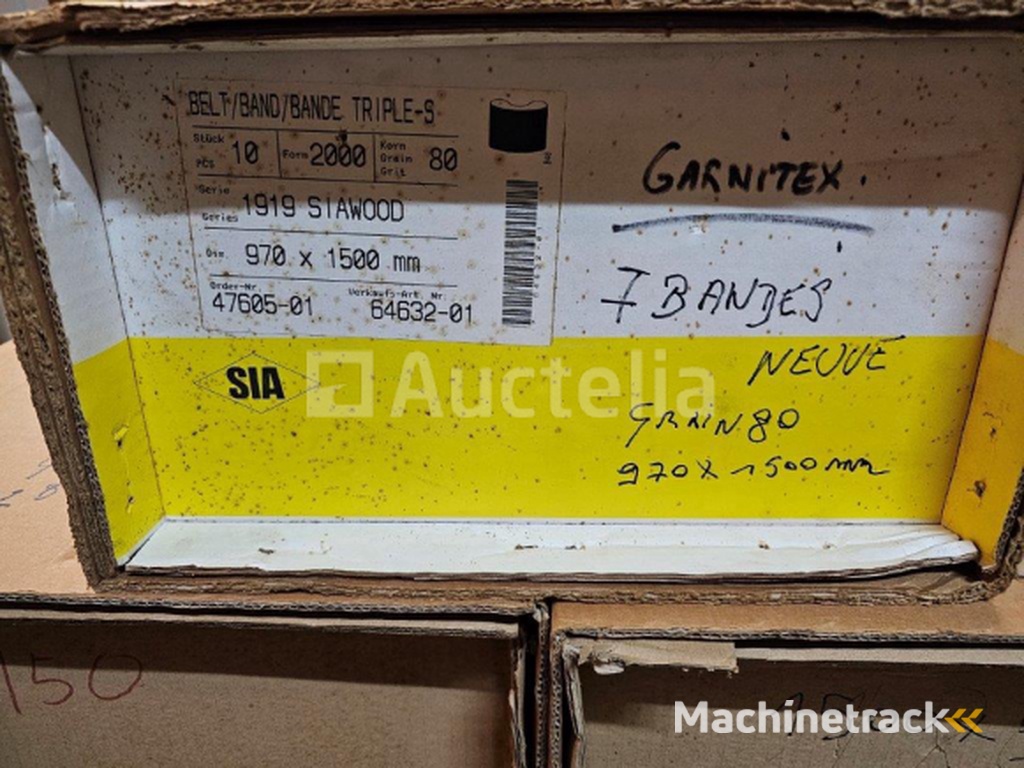 BELT/BAND/BANDE TRIPLE-S
Stück
PCS 10 Form 2000 Korn
Grain
Grit 80
Serie
Series 1919 SIAWOOD
Dim. 970 x 1500 mm
Order-Nr. Verkaufs-Art. Nr.
47605-01 64632-01
GARNITEX.
7 BANDES
NEUVE
GRAIN 80
970 x 1500 mm
SIA
Auctelia
150
Machinetrack